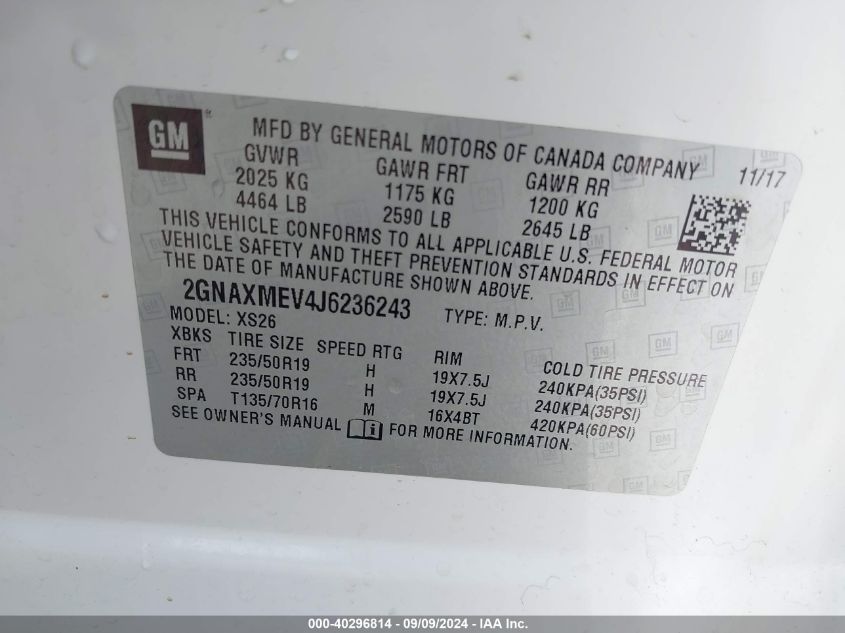 GM ®
MFD BY GENERAL MOTORS OF CANADA COMPANY
11/17
GVWR GAWR FRT GAWR RR
2025 KG 1175 KG 1200 KG
4464 LB 2590 LB 2645 LB
THIS VEHICLE CONFORMS TO ALL APPLICABLE U.S. FEDERAL MOTOR
VEHICLE SAFETY AND THEFT PREVENTION STANDARDS IN EFFECT ON
THE DATE OF MANUFACTURE SHOWN ABOVE.
2GNAXMEV4J6236243 TYPE: M.P.V.
MODEL: XS26
XBKS TIRE SIZE SPEED RTG RIM COLD TIRE PRESSURE
FRT 235/50R19 H 19X7.5J 240KPA(35PSI)
RR 235/50R19 H 19X7.5J 240KPA(35PSI)
SPA T135/70R16 M 16X4BT 420KPA(60PSI)
SEE OWNER'S MANUAL i FOR MORE INFORMATION.
000-40296814 - 09/09/2024 - IAA Inc.